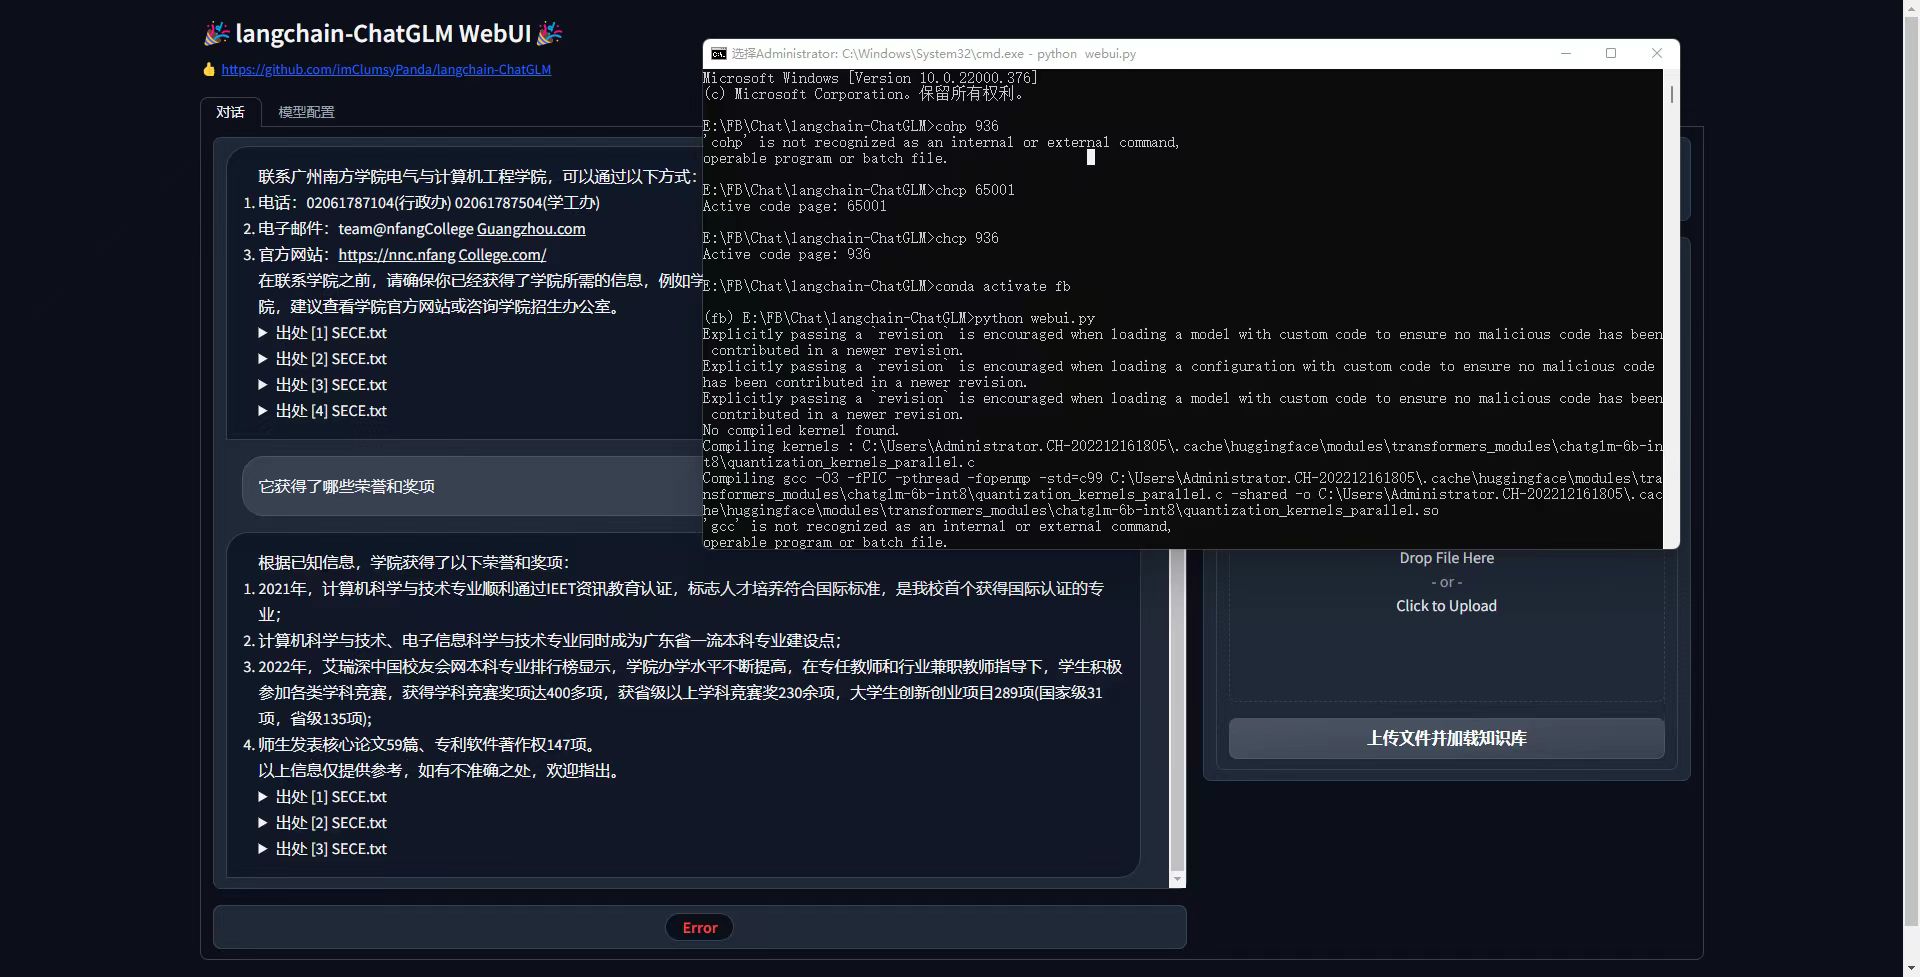 🎉 langchain-ChatGLM WebUI 🎉
👍 https://github.com/imClumsyPanda/langchain-ChatGLM
对话
模型配置
联系广州南方学院电气与计算机工程学院，可以通过以下方式：
1. 电话：02061787104(行政办) 02061787504(学工办)
2. 电子邮件：team@nfangCollege Guangzhou.com
3. 官方网站：https://nnc.nfang College.com/
在联系学院之前，请确保你已经获得了学院所需的信息，例如学
院，建议查看学院官方网站或咨询学院招生办公室。
▶ 出处 [1] SECE.txt
▶ 出处 [2] SECE.txt
▶ 出处 [3] SECE.txt
▶ 出处 [4] SECE.txt
它获得了哪些荣誉和奖项
根据已知信息，学院获得了以下荣誉和奖项：
1. 2021年，计算机科学与技术专业顺利通过IEET资讯教育认证，标志人才培养符合国际标准，是我校首个获得国际认证的专
业；
2. 计算机科学与技术、电子信息科学与技术专业同时成为广东省一流本科专业建设点；
3. 2022年，艾瑞深中国校友会网本科专业排行榜显示，学院办学水平不断提高，在专任教师和行业兼职教师指导下，学生积极
参加各类学科竞赛，获得学科竞赛奖项达400多项，获省级以上学科竞赛奖230余项，大学生创新创业项目289项(国家级31
项，省级135项)；
4. 师生发表核心论文59篇、专利软件著作权147项。
以上信息仅提供参考，如有不准确之处，欢迎指出。
▶ 出处 [1] SECE.txt
▶ 出处 [2] SECE.txt
▶ 出处 [3] SECE.txt
Error
选择Administrator: C:\Windows\System32\cmd.exe - python  webui.py
Microsoft Windows [Version 10.0.22000.376]
(c) Microsoft Corporation。保留所有权利。
E:\FB\Chat\langchain-ChatGLM>cohp 936
'cohp' is not recognized as an internal or external command,
operable program or batch file.
E:\FB\Chat\langchain-ChatGLM>chcp 65001
Active code page: 65001
E:\FB\Chat\langchain-ChatGLM>chcp 936
Active code page: 936
E:\FB\Chat\langchain-ChatGLM>conda activate fb
(fb) E:\FB\Chat\langchain-ChatGLM>python webui.py
Explicitly passing a `revision` is encouraged when loading a model with custom code to ensure no malicious code has been
contributed in a newer revision.
Explicitly passing a `revision` is encouraged when loading a configuration with custom code to ensure no malicious code
has been contributed in a newer revision.
Explicitly passing a `revision` is encouraged when loading a model with custom code to ensure no malicious code has been
contributed in a newer revision.
No compiled kernel found.
Compiling kernels : C:\Users\Administrator.CH-202212161805\.cache\huggingface\modules\transformers_modules\chatglm-6b-in
t8\quantization_kernels_parallel.c
Compiling gcc -O3 -fPIC -pthread -fopenmp -std=c99 C:\Users\Administrator.CH-202212161805\.cache\huggingface\modules\tra
nsformers_modules\chatglm-6b-int8\quantization_kernels_parallel.c -shared -o C:\Users\Administrator.CH-202212161805\.cac
he\huggingface\modules\transformers_modules\chatglm-6b-int8\quantization_kernels_parallel.so
'gcc' is not recognized as an internal or external command,
operable program or batch file.
Drop File Here
- or -
Click to Upload
上传文件并加载知识库